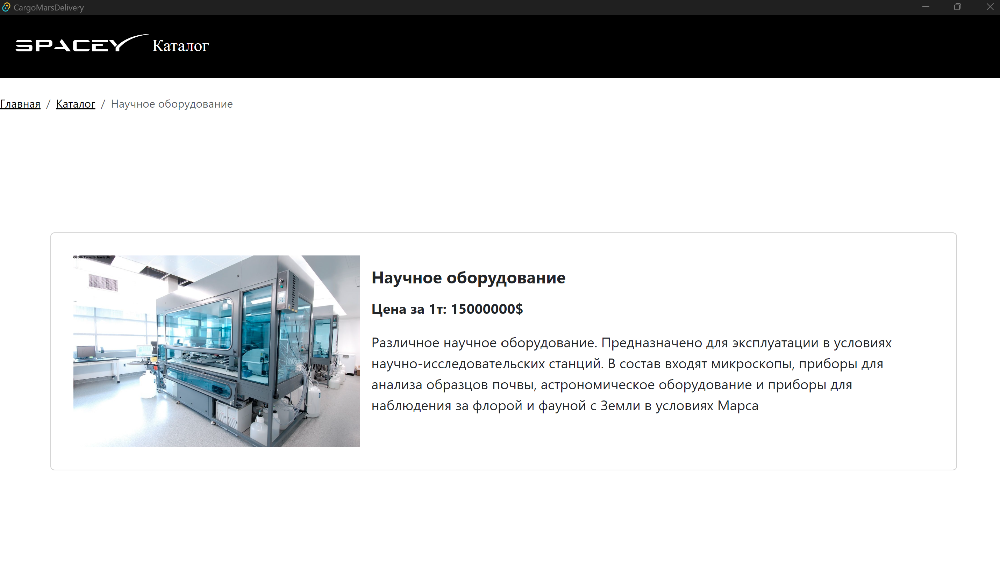 CargoMarsDelivery
SPACEY Каталог
Главная / Каталог / Научное оборудование
©2006 Tecan Schweiz AG
Научное оборудование
Цена за 1т: 15000000$
Различное научное оборудование. Предназначено для эксплуатации в условиях
научно-исследовательских станций. В состав входят микроскопы, приборы для
анализа образцов почвы, астрономическое оборудование и приборы для
наблюдения за флорой и фауной с Земли в условиях Марса